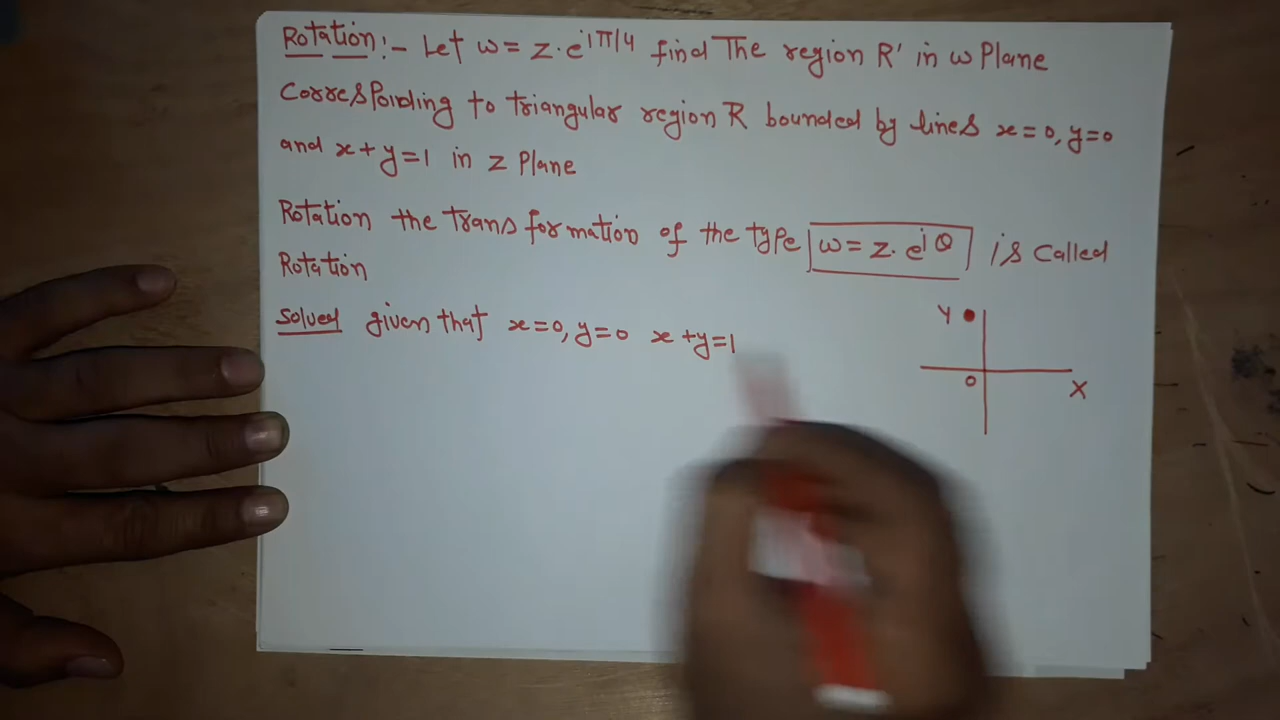 Rotation:- Let ω = z·e^iπ/4 find The region R' in ω Plane
Corresponding to triangular region R bounded by lines x=0, y=0
and x+y=1 in z Plane
Rotation the transformation of the type ω = z·e^iθ is called
Rotation
Solved given that x=0, y=0 x+y=1
Y
O
X